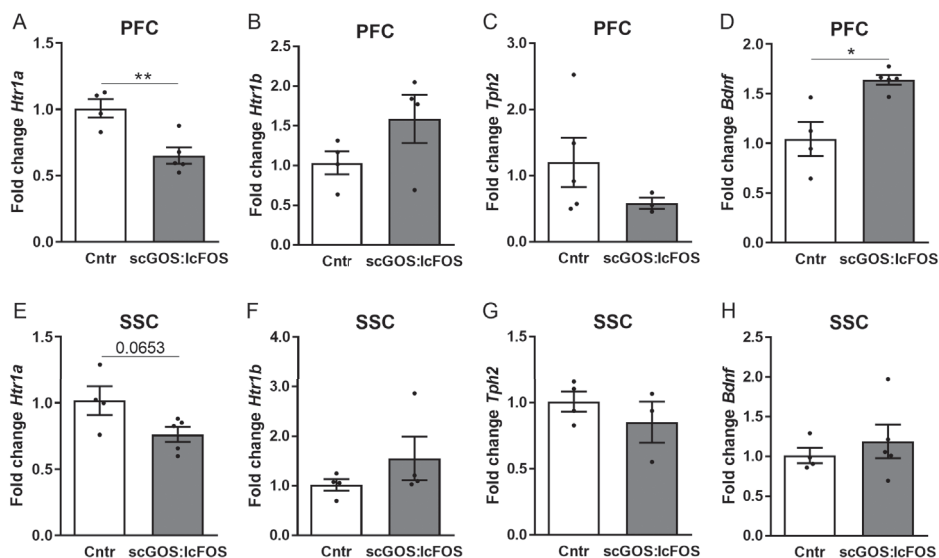 A
PFC
Fold change Htr1a
1.5
1.0
0.5
0.0
**
Cntr scGOS:lcFOS
B
PFC
Fold change Htr1b
2.5
2.0
1.5
1.0
0.5
0.0
Cntr scGOS:lcFOS
C
PFC
Fold change Tph2
3.0
2.4
1.8
1.2
0.6
0.0
Cntr scGOS:lcFOS
D
PFC
Fold change Bdnf
2.0
1.5
1.0
0.5
0.0
*
Cntr scGOS:lcFOS
E
SSC
Fold change Htr1a
1.5
1.0
0.5
0.0
0.0653
Cntr scGOS:lcFOS
F
SSC
Fold change Htr1b
4.0
3.0
2.0
1.0
0.0
Cntr scGOS:lcFOS
G
SSC
Fold change Tph2
1.5
1.0
0.5
0.0
Cntr scGOS:lcFOS
H
SSC
Fold change Bdnf
2.5
2.0
1.5
1.0
0.5
0.0
Cntr scGOS:lcFOS